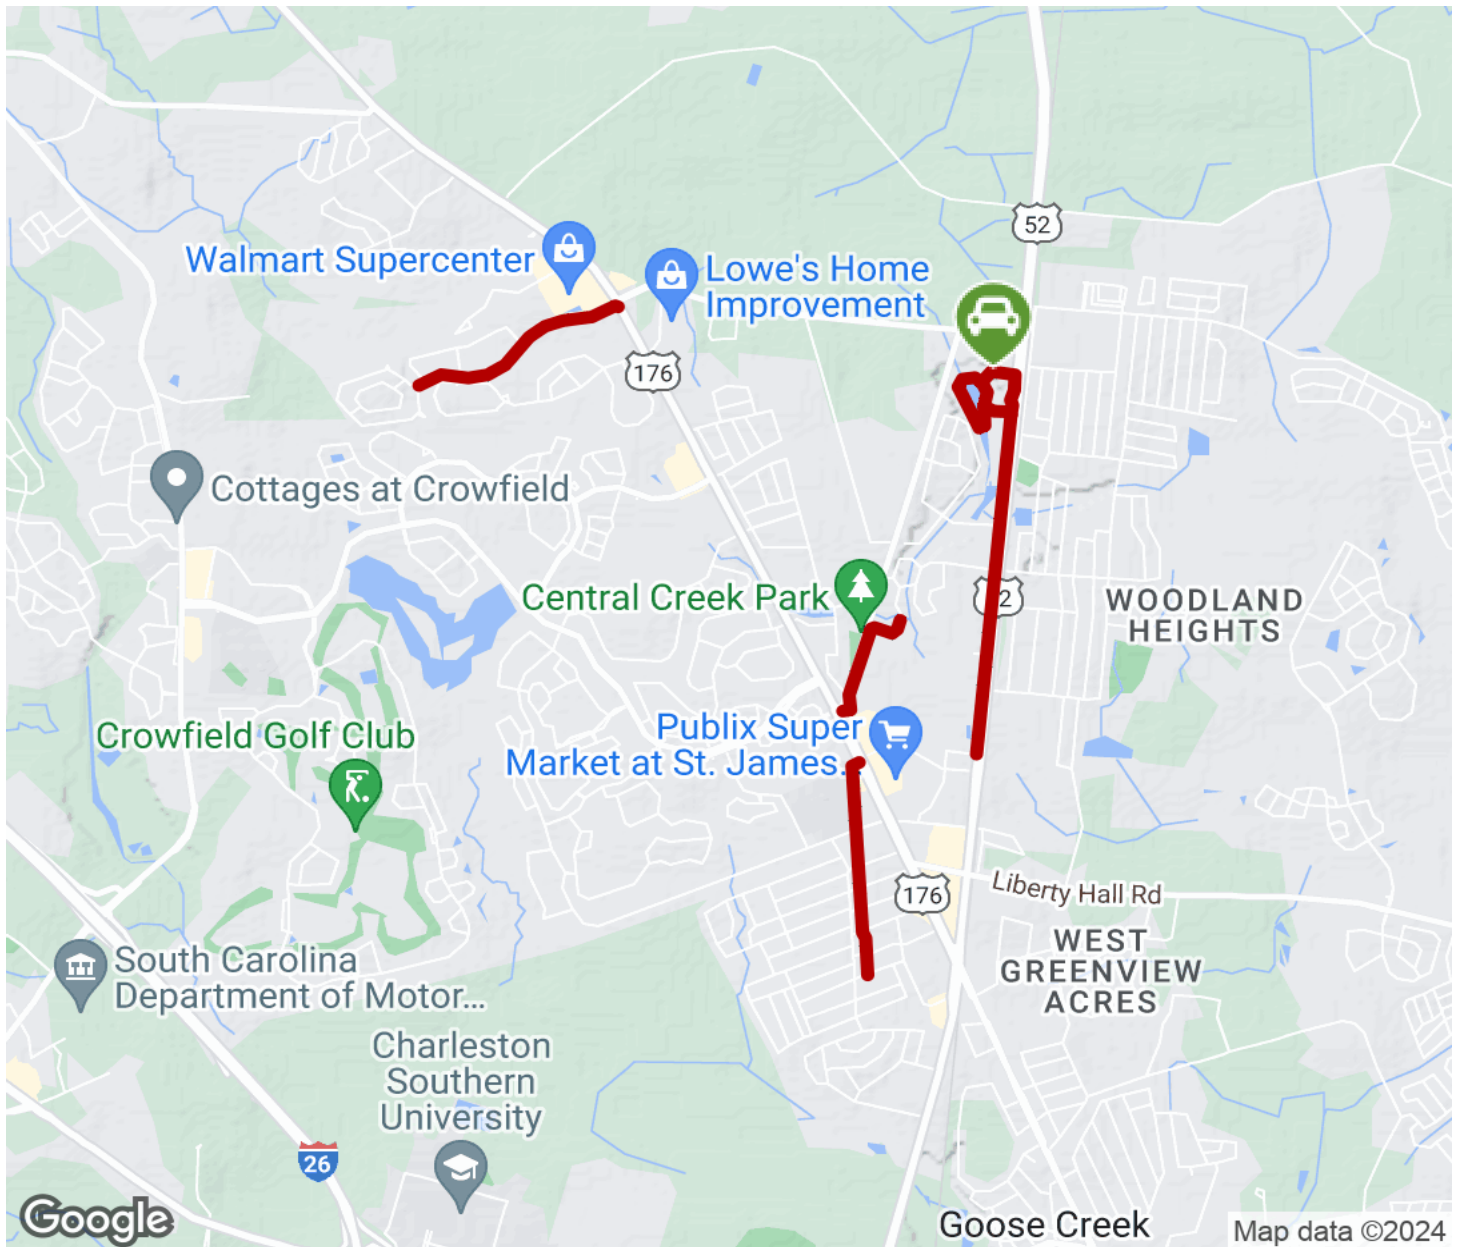 52
Walmart Supercenter
Lowe's Home
Improvement
176
Cottages at Crowfield
Central Creek Park
WOODLAND
HEIGHTS
Crowfield Golf Club
Publix Super
Market at St. James...
176
Liberty Hall Rd
WEST
GREENVIEW
ACRES
South Carolina
Department of Motor...
Charleston
Southern
University
26
Goose Creek
Google
Map data ©2024